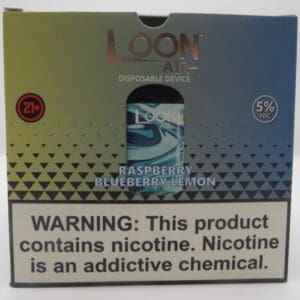 LOON
AIR
DISPOSABLE DEVICE
21+
5%
LOON
RASPBERRY
BLUEBERRY LEMON
WARNING: This product
contains nicotine. Nicotine
is an addictive chemical.